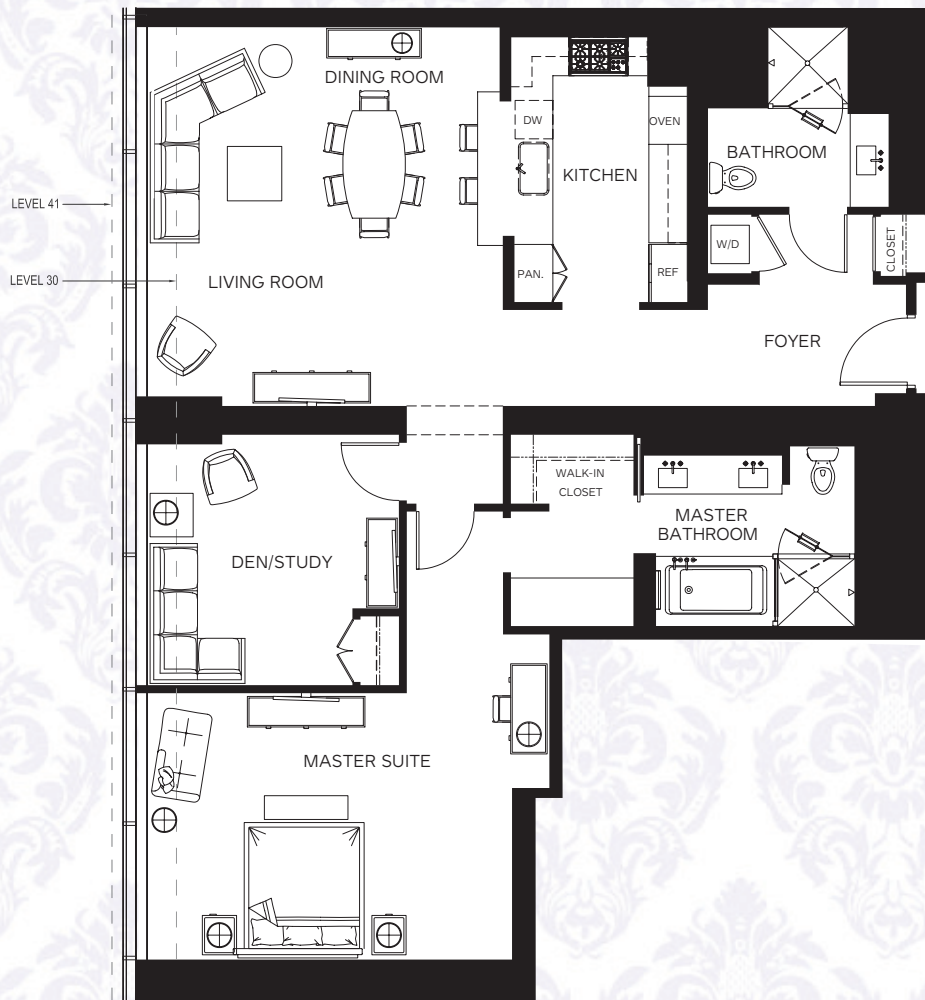 DINING ROOM
DW
OVEN
KITCHEN
BATHROOM
LEVEL 41
W/D
CLOSET
LEVEL 30
LIVING ROOM
PAN.
REF
FOYER
WALK-IN
CLOSET
MASTER
BATHROOM
DEN/STUDY
MASTER SUITE